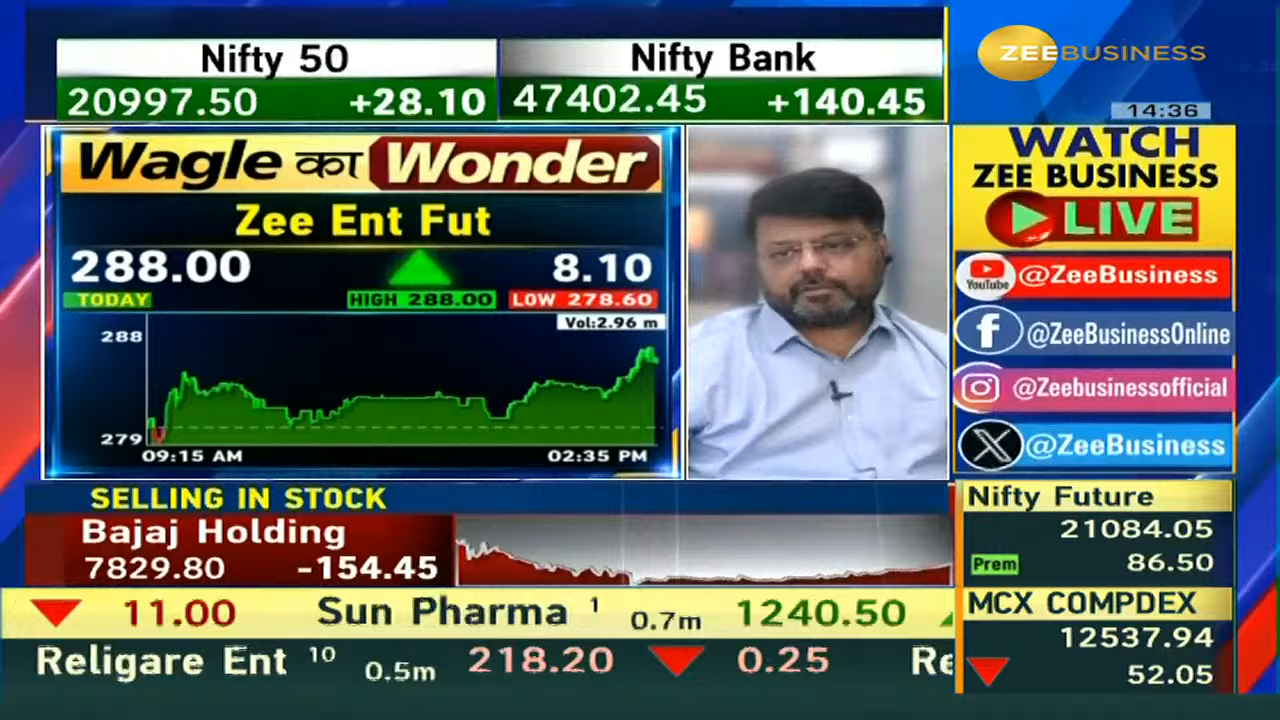 Nifty 50
20997.50 +28.10
Nifty Bank
47402.45 +140.45
ZEEBUSINESS
14:36
Wagle का Wonder
Zee Ent Fut
288.00 8.10
TODAY HIGH 288.00 LOW 278.60
Vol:2.96 m
288
279
09:15 AM 02:35 PM
WATCH
ZEE BUSINESS
LIVE
YouTube @ZeeBusiness
f @ZeeBusinessOnline
@Zeebusinessofficial
X @ZeeBusiness
SELLING IN STOCK
Bajaj Holding
7829.80 -154.45
Nifty Future
21084.05
Prem 86.50
MCX COMPDEX
12537.94
52.05
11.00 Sun Pharma 1 0.7m 1240.50
Religare Ent 10 0.5m 218.20 0.25 Re